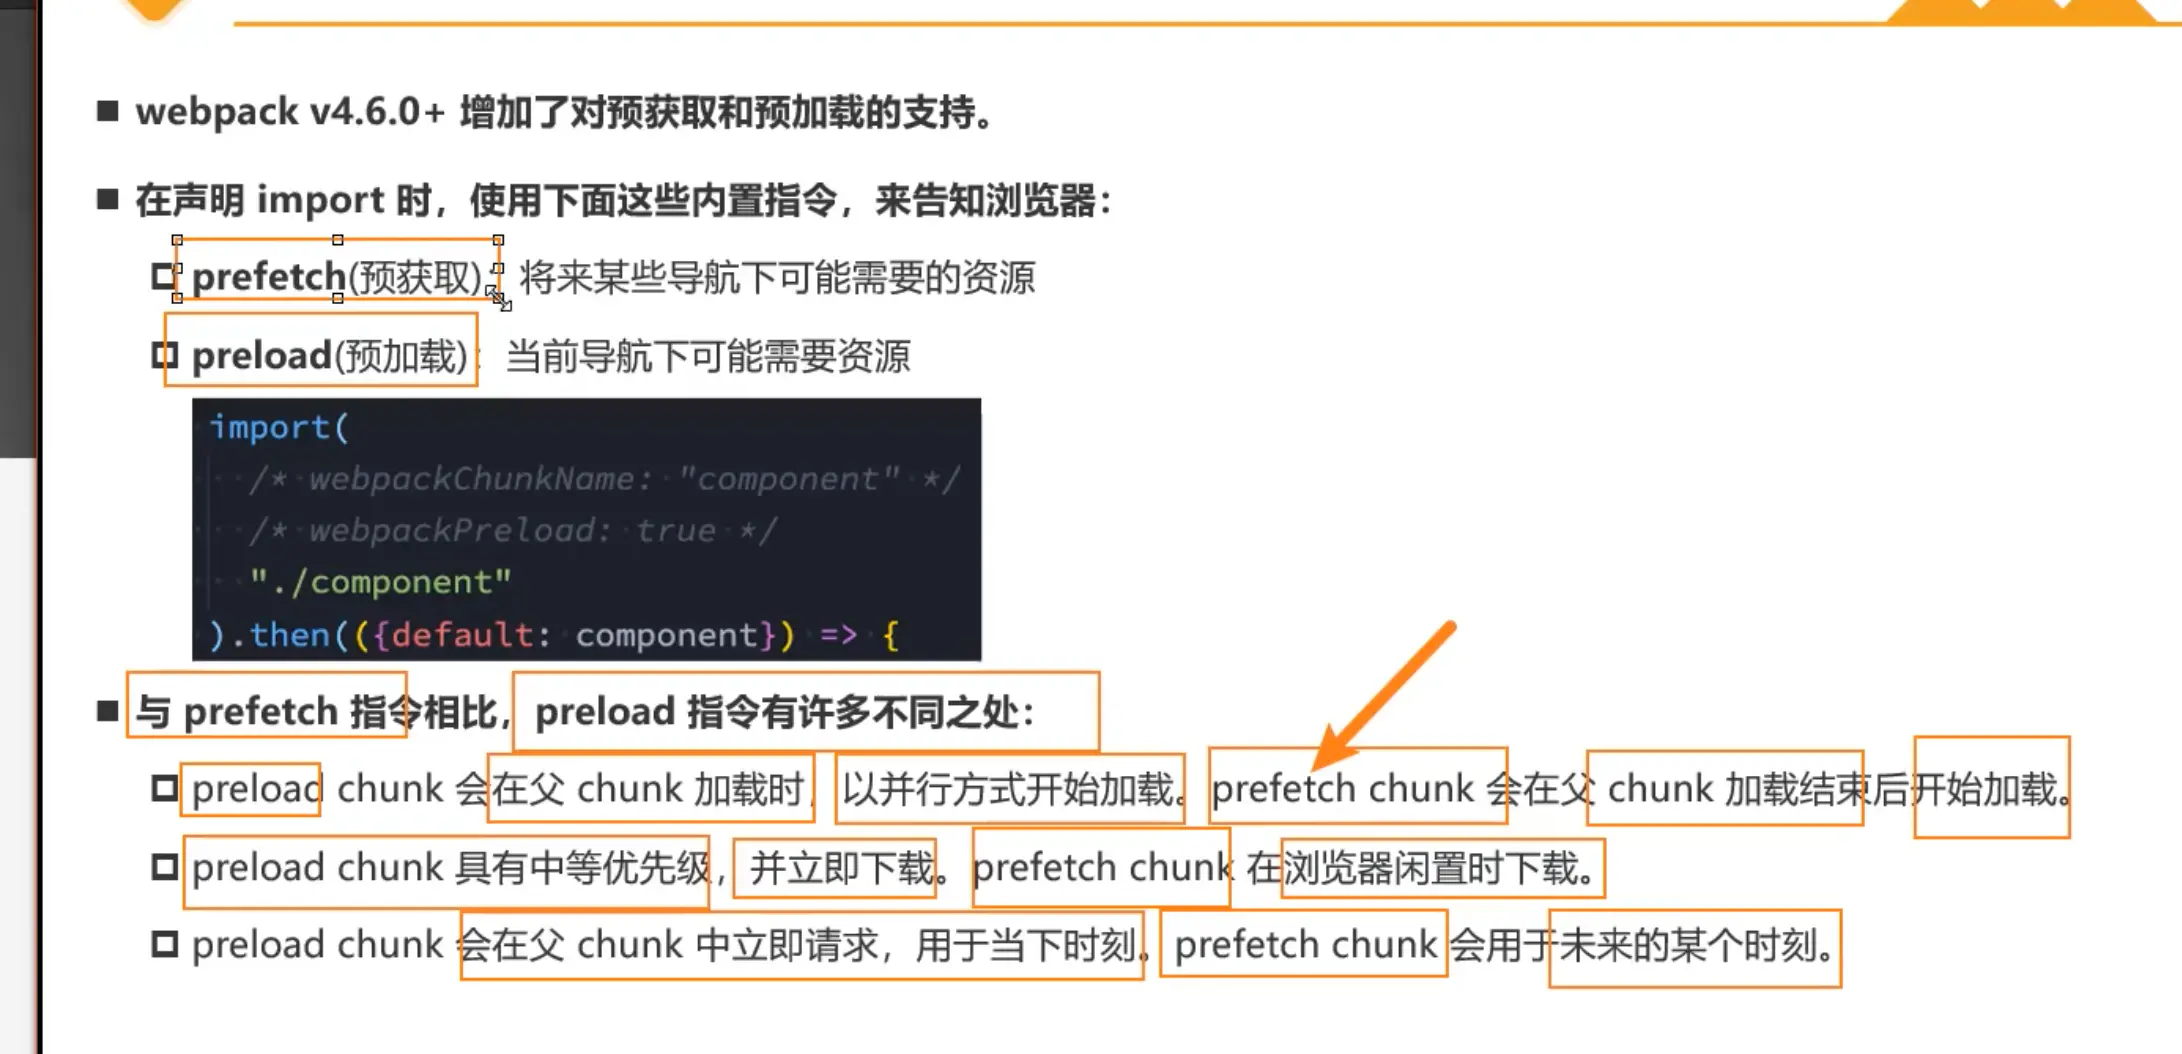 webpack v4.6.0+ 增加了对预获取和预加载的支持。
在声明 import 时，使用下面这些内置指令，来告知浏览器：
prefetch(预获取)：将来某些导航下可能需要的资源
preload(预加载)：当前导航下可能需要资源
import(
/* webpackChunkName: "component" */
/* webpackPreload: true */
"./component"
).then(({default: component}) => {
与 prefetch 指令相比，preload 指令有许多不同之处：
preload chunk 会在父 chunk 加载时，以并行方式开始加载。prefetch chunk 会在父 chunk 加载结束后开始加载。
preload chunk 具有中等优先级，并立即下载。prefetch chunk 在浏览器闲置时下载。
preload chunk 会在父 chunk 中立即请求，用于当下时刻。prefetch chunk 会用于未来的某个时刻。